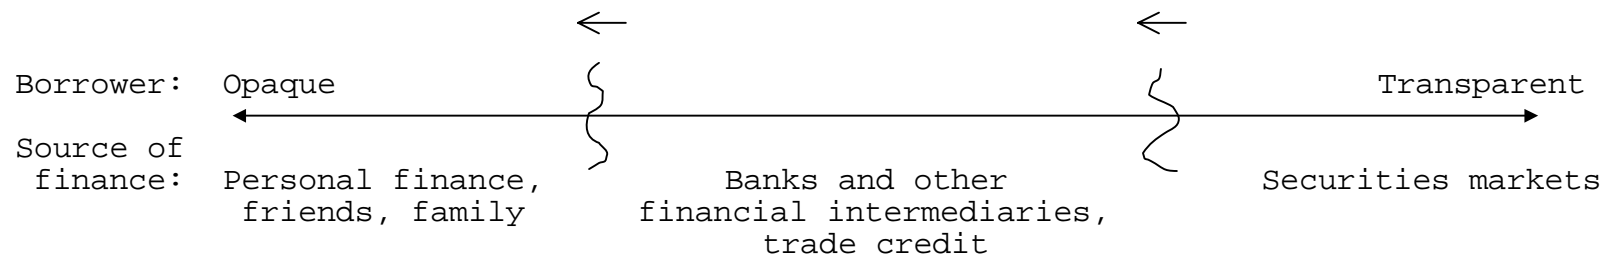 Borrower: Opaque Transparent
Source of
finance: Personal finance, Banks and other Securities markets
friends, family financial intermediaries,
trade credit